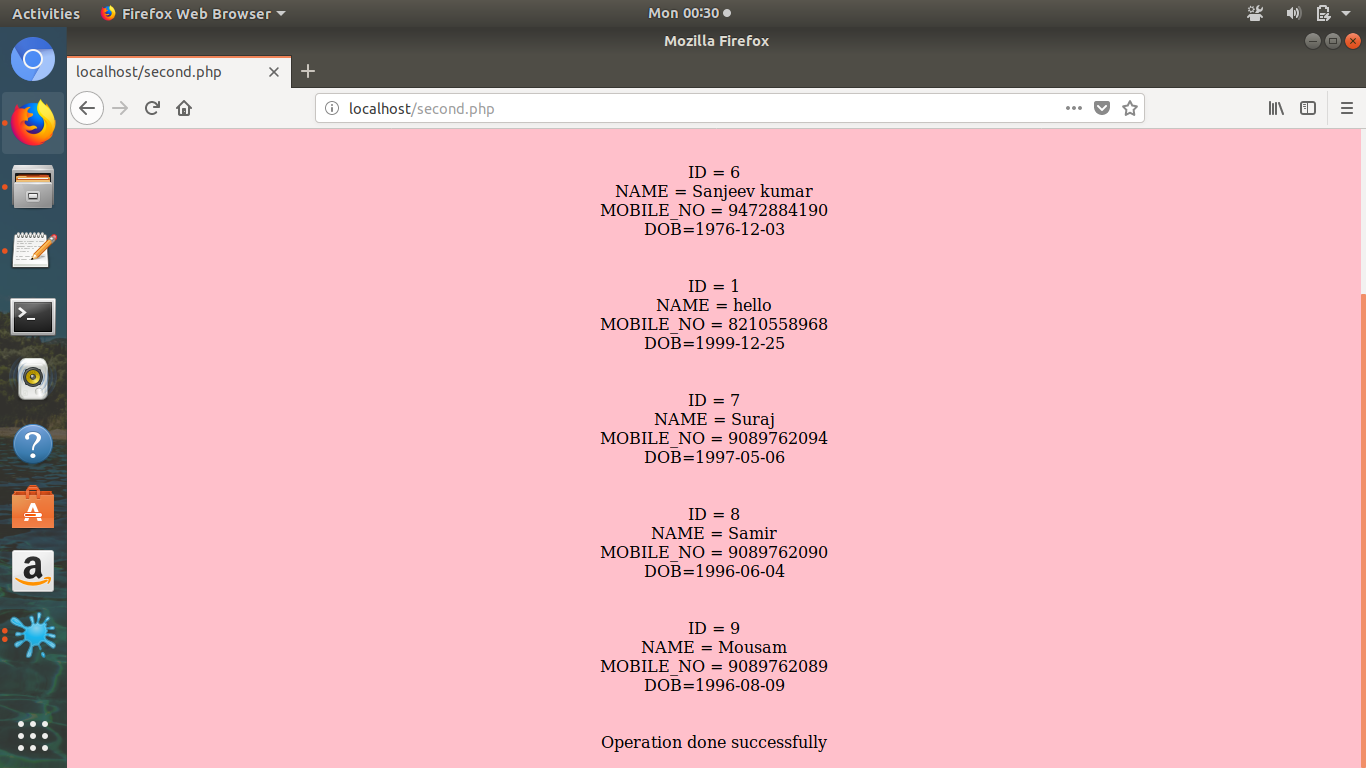 Activities
Firefox Web Browser
Mon 00:30
Mozilla Firefox
localhost/second.php
localhost/second.php
ID = 6
NAME = Sanjeev kumar
MOBILE_NO = 9472884190
DOB=1976-12-03
ID = 1
NAME = hello
MOBILE_NO = 8210558968
DOB=1999-12-25
ID = 7
NAME = Suraj
MOBILE_NO = 9089762094
DOB=1997-05-06
ID = 8
NAME = Samir
MOBILE_NO = 9089762090
DOB=1996-06-04
ID = 9
NAME = Mousam
MOBILE_NO = 9089762089
DOB=1996-08-09
Operation done successfully